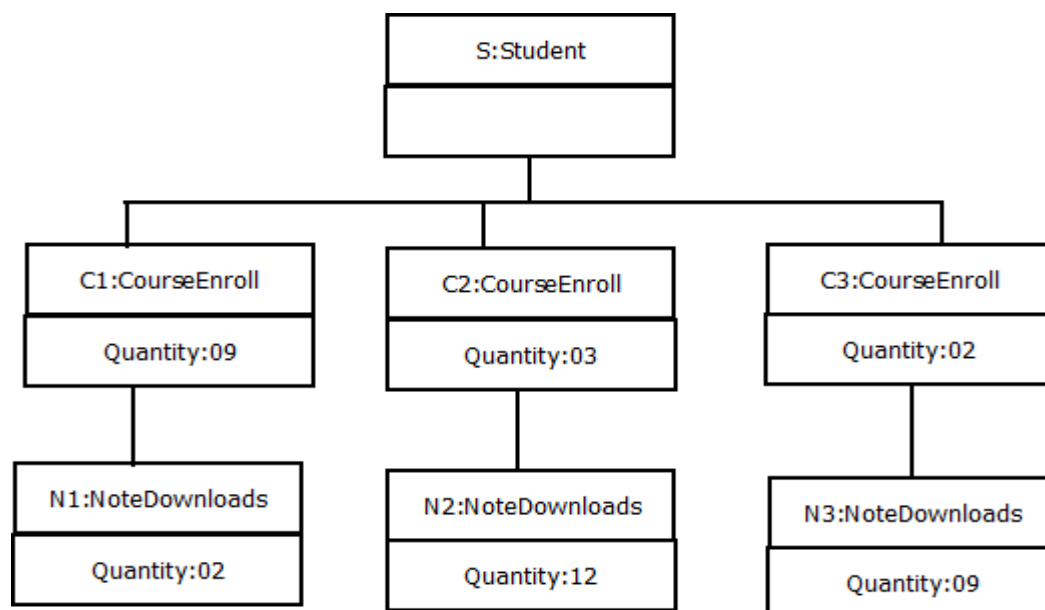 S:Student
C1:CourseEnroll
C2:CourseEnroll
C3:CourseEnroll
Quantity:09
Quantity:03
Quantity:02
N1:NoteDownloads
N2:NoteDownloads
N3:NoteDownloads
Quantity:02
Quantity:12
Quantity:09